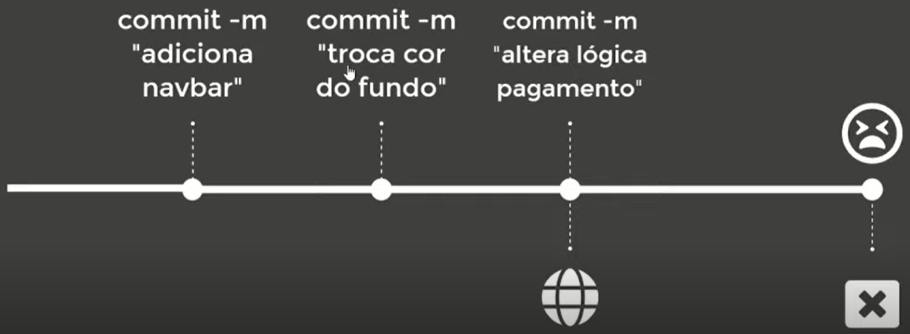 commit -m
"adiciona
navbar"
commit -m
"troca cor
do fundo"
commit -m
"altera lógica
pagamento"